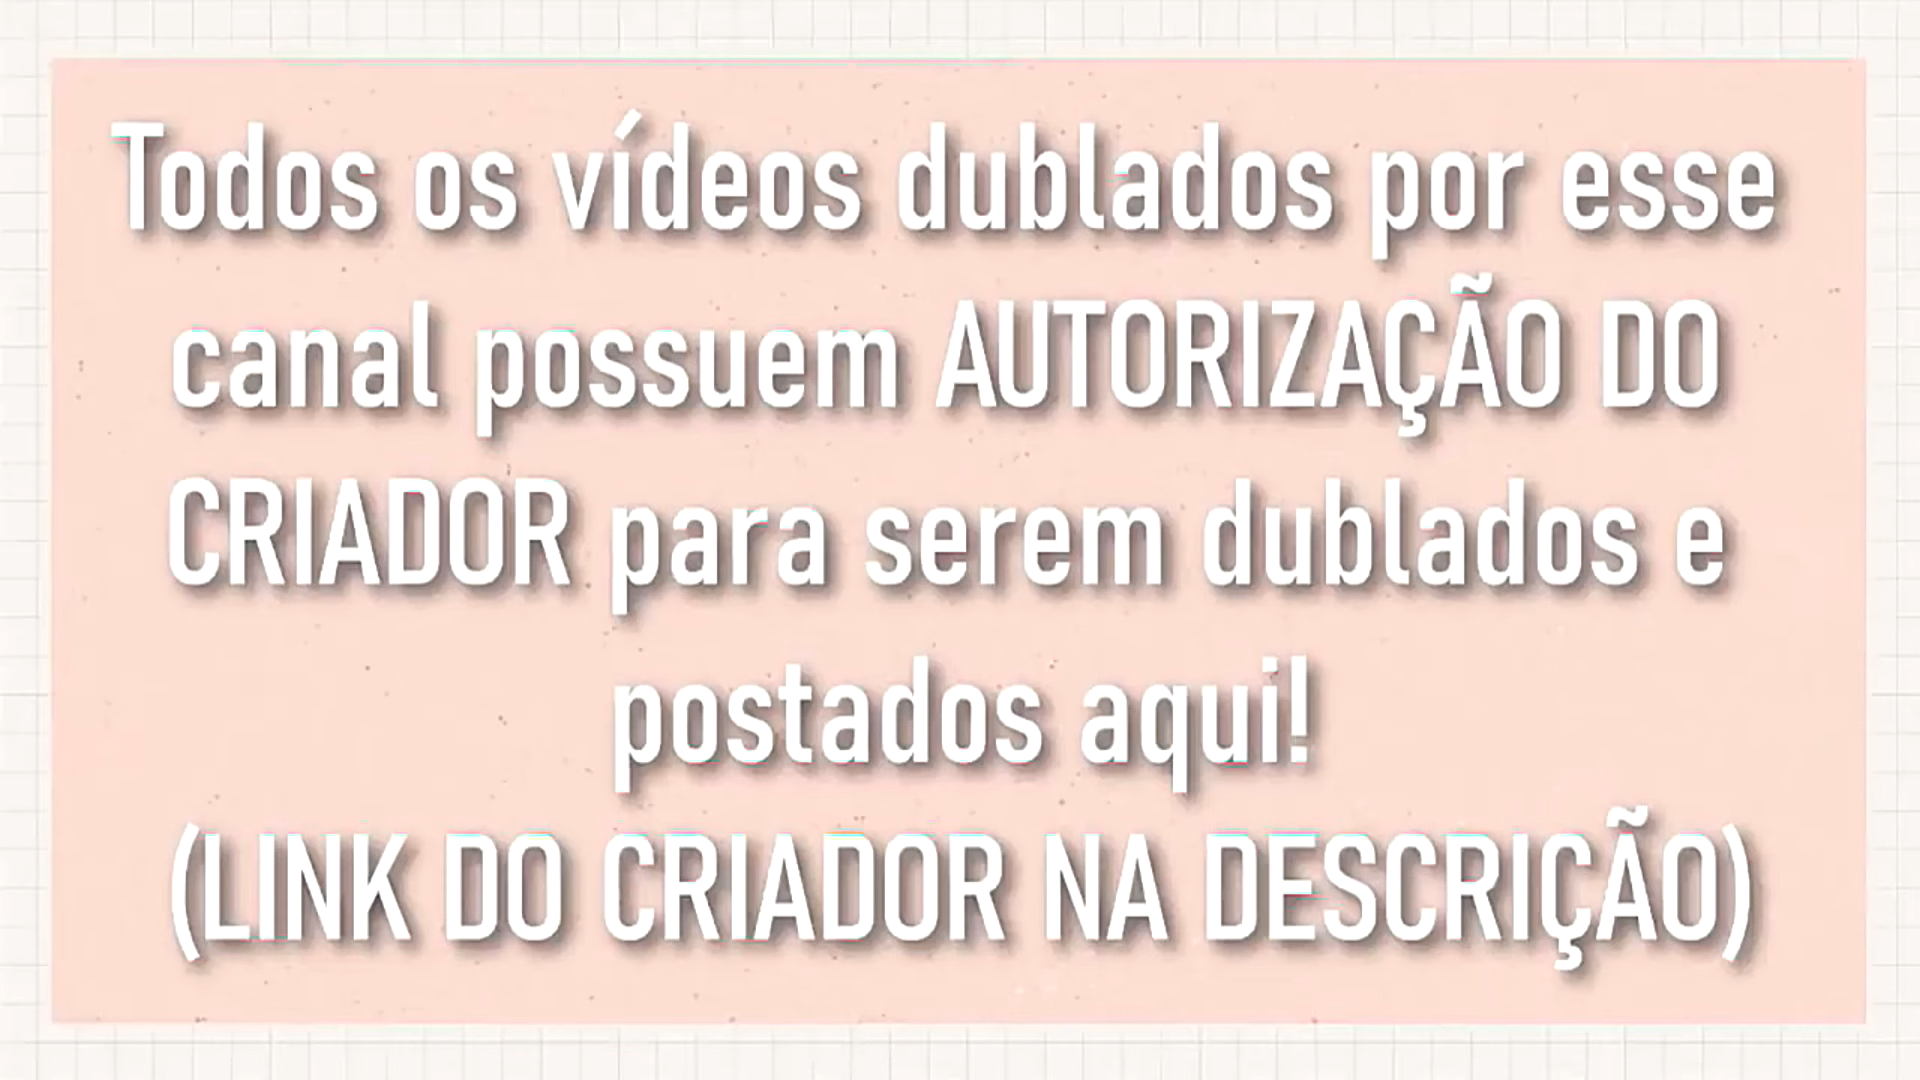 Todos os vídeos dublados por esse
canal possuem AUTORIZAÇÃO DO
CRIADOR para serem dublados e
postados aqui!
(LINK DO CRIADOR NA DESCRIÇÃO)